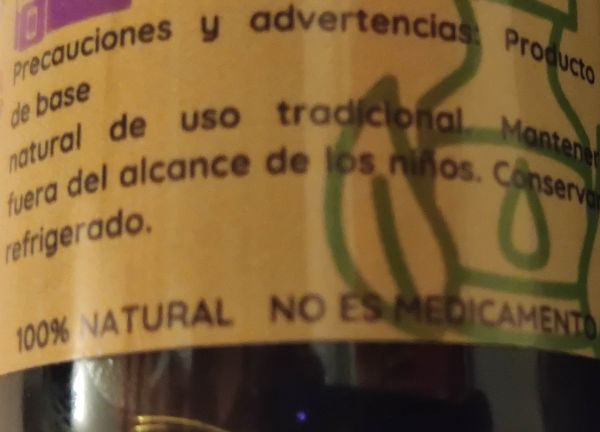 Precauciones y advertencias: Producto
de base
natural de uso tradicional. Mantener
fuera del alcance de los niños. Conservar
refrigerado.
100% NATURAL NO ES MEDICAMENTO